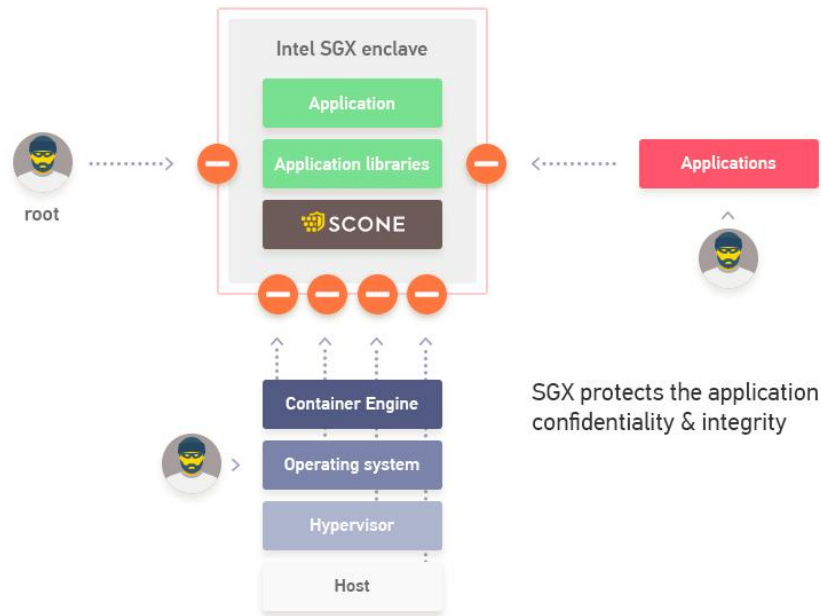 Intel SGX enclave
Application
Application libraries
SCONE
root
Applications
Container Engine
Operating system
Hypervisor
Host
SGX protects the application
confidentiality & integrity